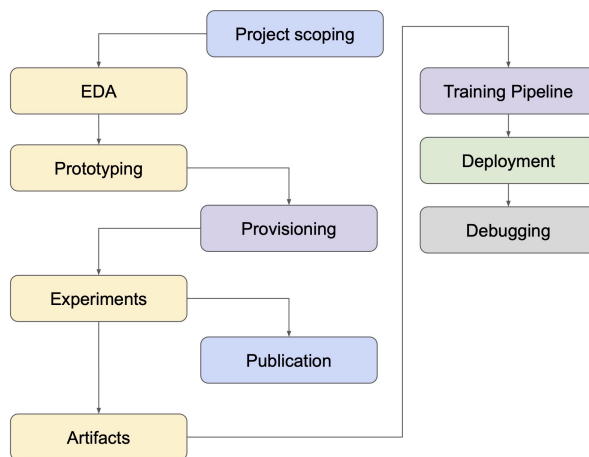 Project scoping
EDA
Prototyping
Provisioning
Experiments
Publication
Artifacts
Training Pipeline
Deployment
Debugging